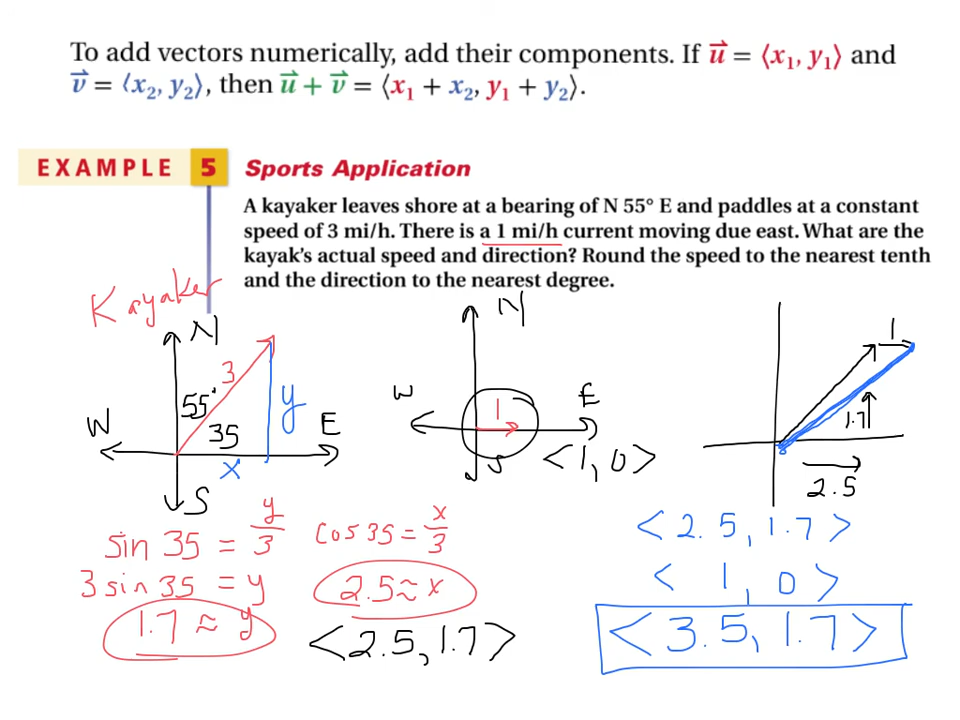 To add vectors numerically, add their components. If u⃗ = ⟨x₁, y₁⟩ and
v⃗ = ⟨x₂, y₂⟩, then u⃗ + v⃗ = ⟨x₁ + x₂, y₁ + y₂⟩.
EXAMPLE 5 Sports Application
A kayaker leaves shore at a bearing of N 55° E and paddles at a constant
speed of 3 mi/h. There is a 1 mi/h current moving due east. What are the
kayak's actual speed and direction? Round the speed to the nearest tenth
and the direction to the nearest degree.
Kayaker
N
3
55°
35
y
W
E
x
S
N
W
E
1
S
<1, 0>
1
1.7
2.5
sin 35 = y/3
3 sin 35 = y
1.7 ≈ y
cos 35 = x/3
2.5 ≈ x
<2.5, 1.7>
<2.5, 1.7>
< 1, 0 >
<3.5, 1.7>